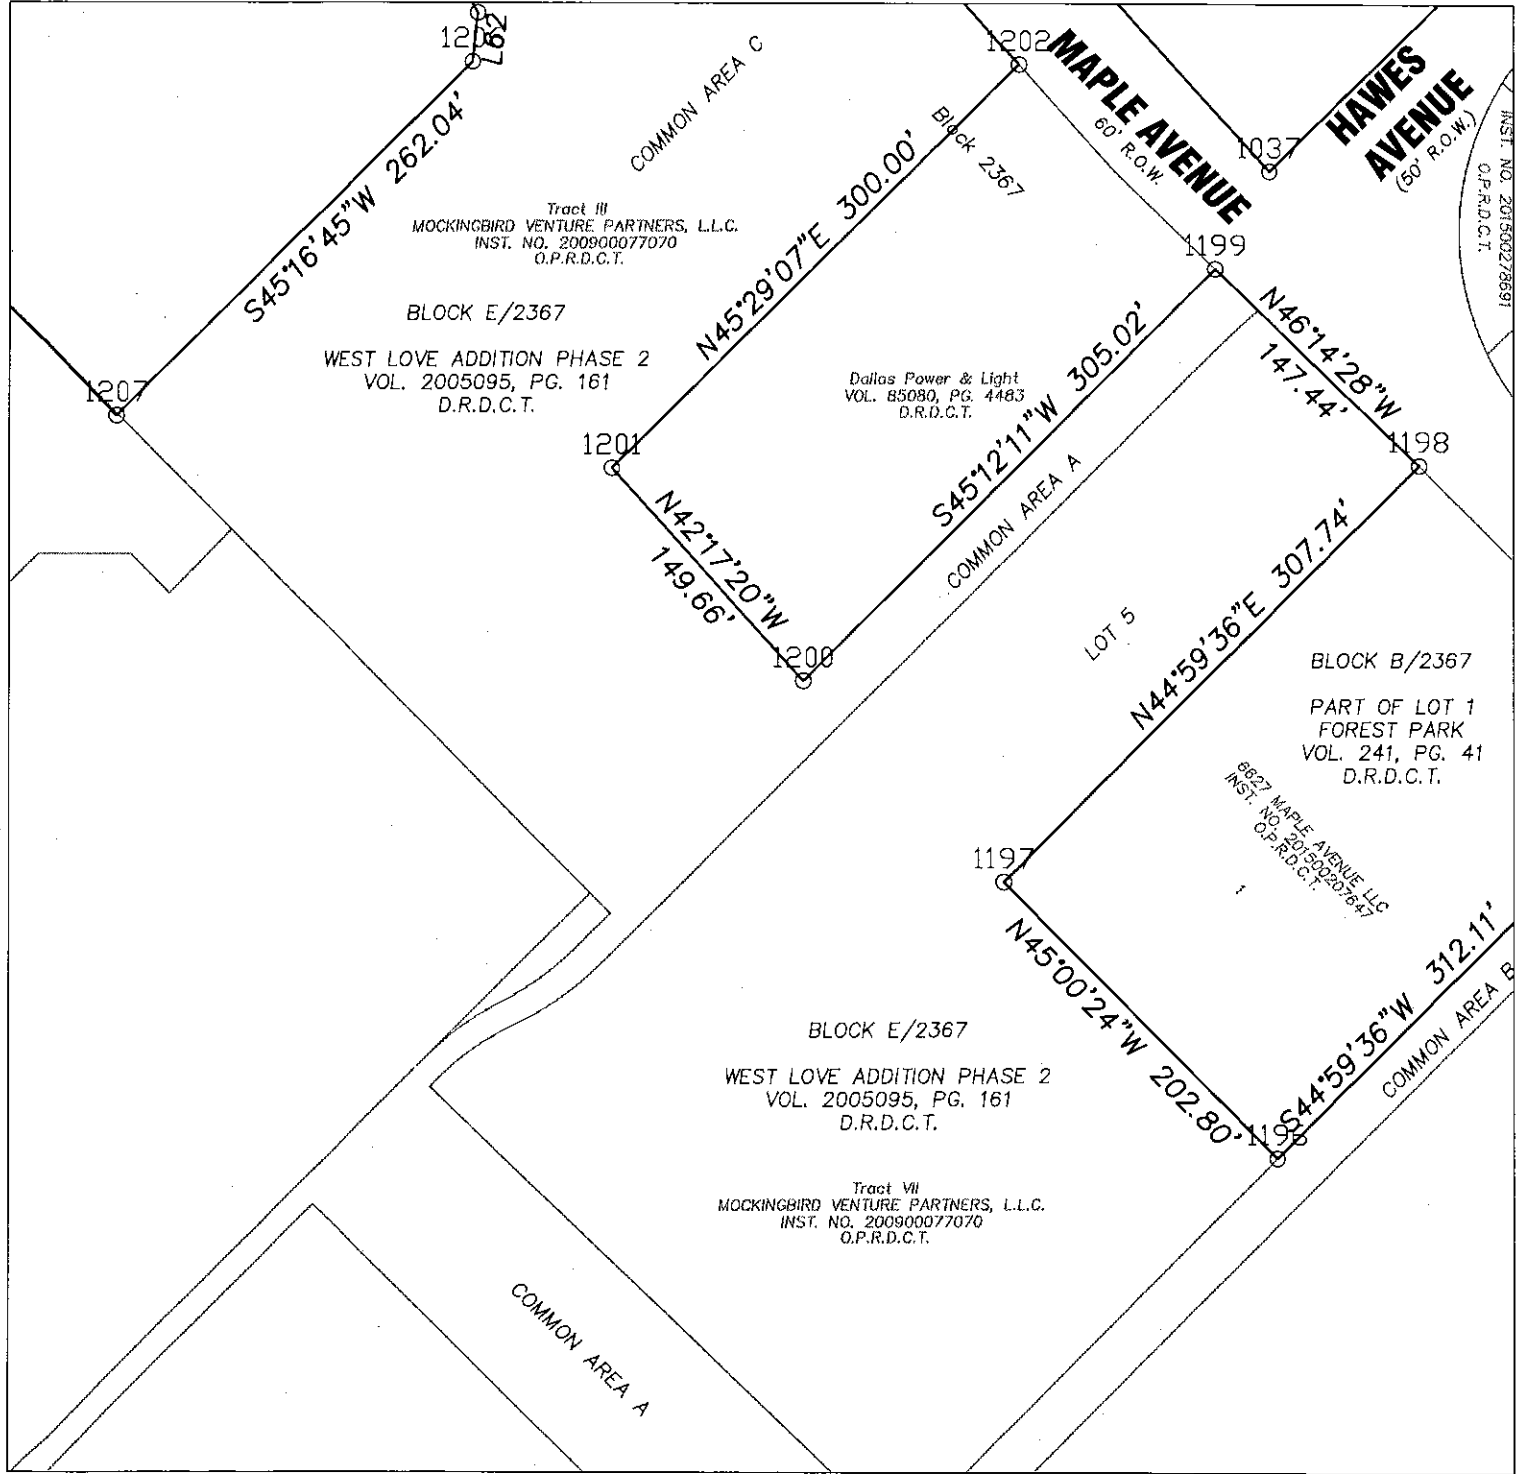 L82
1202
MAPLE AVENUE
60' R.O.W.
HAWES
AVENUE
(50' R.O.W.)
INST. NO. 201500278691
O.P.R.D.C.T.
1037
COMMON AREA C
Block 2367
S45°16'45"W 262.04'
Tract III
MOCKINGBIRD VENTURE PARTNERS, L.L.C.
INST. NO. 200900077070
O.P.R.D.C.T.
N45°29'07"E 300.00'
BLOCK E/2367
WEST LOVE ADDITION PHASE 2
VOL. 2005095, PG. 161
D.R.D.C.T.
1199
N46°14'28"W
147.44'
Dallas Power & Light
VOL. 85080, PG. 4483
D.R.D.C.T.
S45°12'11"W 305.02'
1207
1201
1198
N42°17'20"W
149.66'
COMMON AREA A
1200
LOT 5
N44°59'36"E 307.74'
BLOCK B/2367
PART OF LOT 1
FOREST PARK
VOL. 241, PG. 41
D.R.D.C.T.
6627 MAPLE AVENUE LLC
INST. NO. 201500207647
O.P.R.D.C.T.
1
1197
N45°00'24"W 202.80'
S44°59'36"W 312.11'
COMMON AREA B
1196
BLOCK E/2367
WEST LOVE ADDITION PHASE 2
VOL. 2005095, PG. 161
D.R.D.C.T.
Tract VII
MOCKINGBIRD VENTURE PARTNERS, L.L.C.
INST. NO. 200900077070
O.P.R.D.C.T.
COMMON AREA A